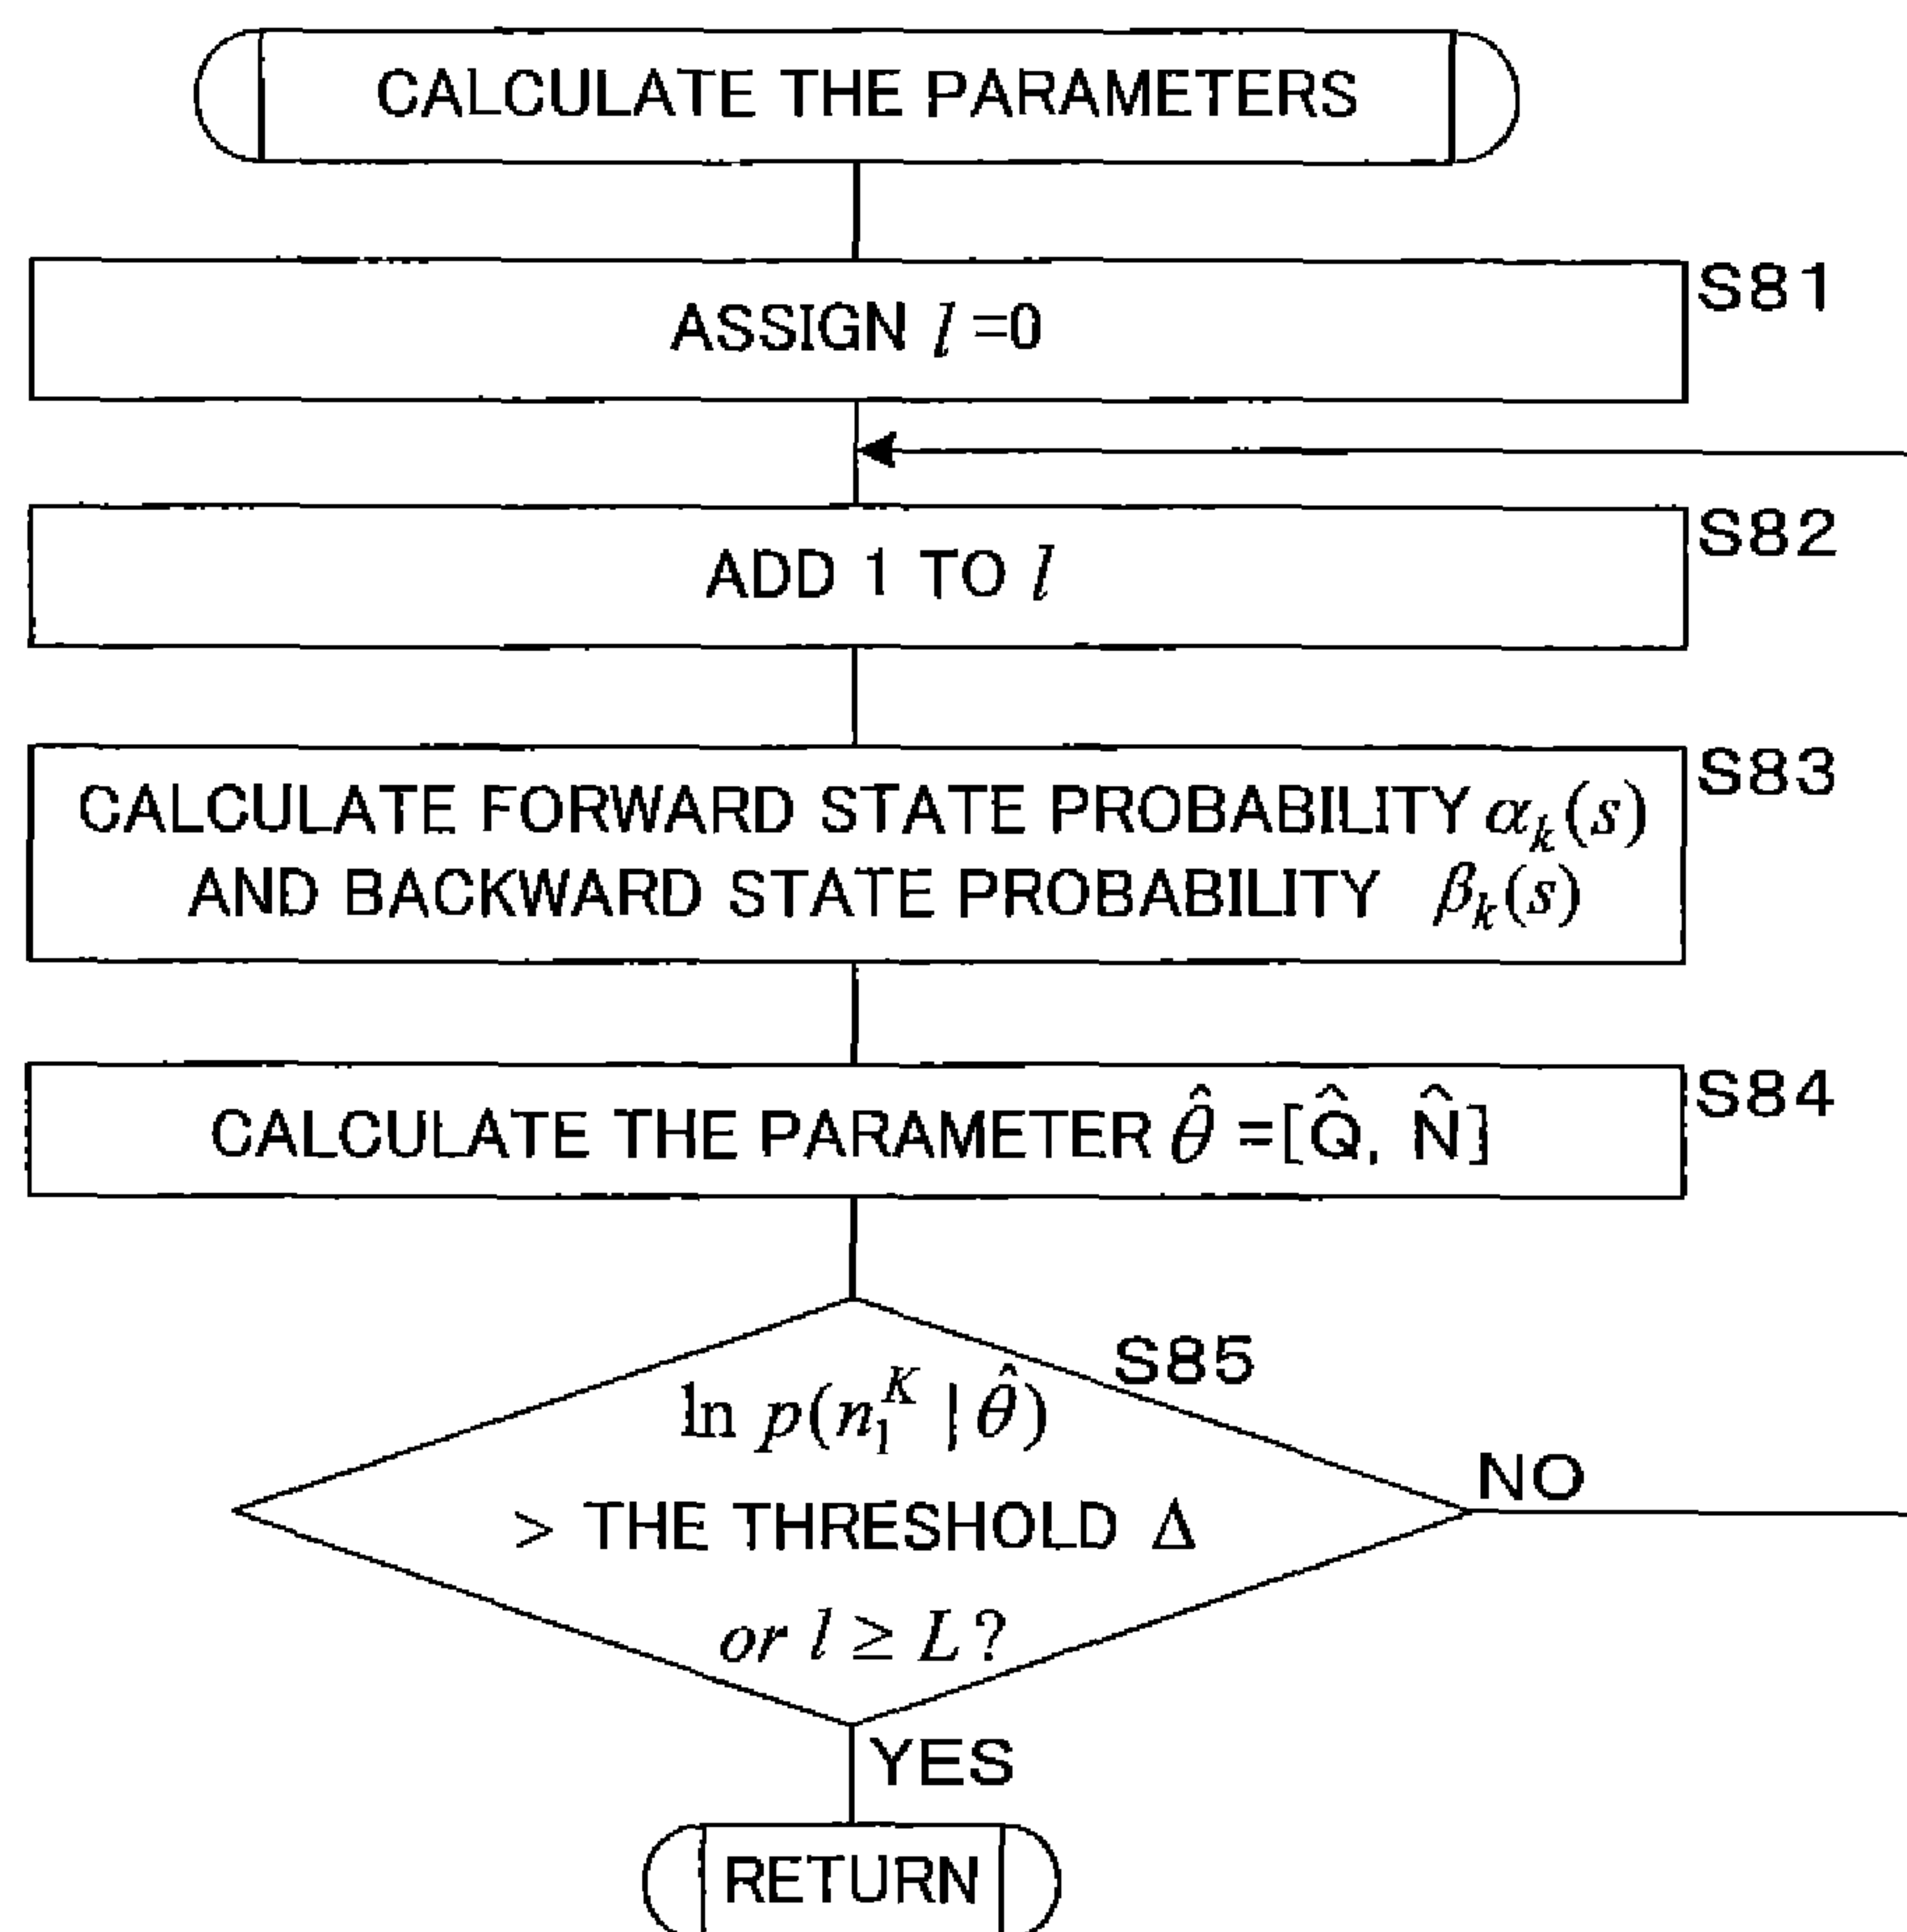 CALCULATE THE PARAMETERS
S81
ASSIGN l =0
S82
ADD 1 TO l
S83
CALCULATE FORWARD STATE PROBABILITY αₖ(s)
AND BACKWARD STATE PROBABILITY βₖ(s)
S84
CALCULATE THE PARAMETER θ̂ =[Q̂, N̂]
S85
ln p(n₁ᴷ | θ̂)
> THE THRESHOLD Δ
or l ≥ L ?
NO
YES
RETURN